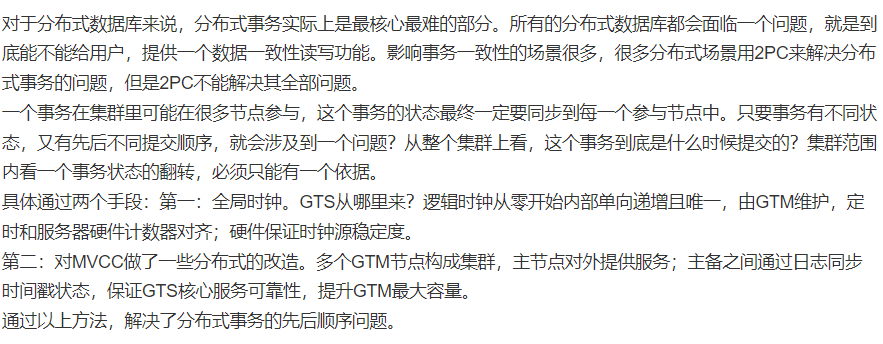 对于分布式数据库来说，分布式事务实际上是最核心最难的部分。所有的分布式数据库都会面临一个问题，就是到
底能不能给用户，提供一个数据一致性读写功能。影响事务一致性的场景很多，很多分布式场景用2PC来解决分布
式事务的问题，但是2PC不能解决其全部问题。
一个事务在集群里可能在很多节点参与，这个事务的状态最终一定要同步到每一个参与节点中。只要事务有不同状
态，又有先后不同提交顺序，就会涉及到一个问题？从整个集群上看，这个事务到底是什么时候提交的？集群范围
内看一个事务状态的翻转，必须只能有一个依据。
具体通过两个手段：第一：全局时钟。GTS从哪里来？逻辑时钟从零开始内部单向递增且唯一，由GTM维护，定
时和服务器硬件计数器对齐；硬件保证时钟源稳定度。
第二：对MVCC做了一些分布式的改造。多个GTM节点构成集群，主节点对外提供服务；主备之间通过日志同步
时间戳状态，保证GTS核心服务可靠性，提升GTM最大容量。
通过以上方法，解决了分布式事务的先后顺序问题。